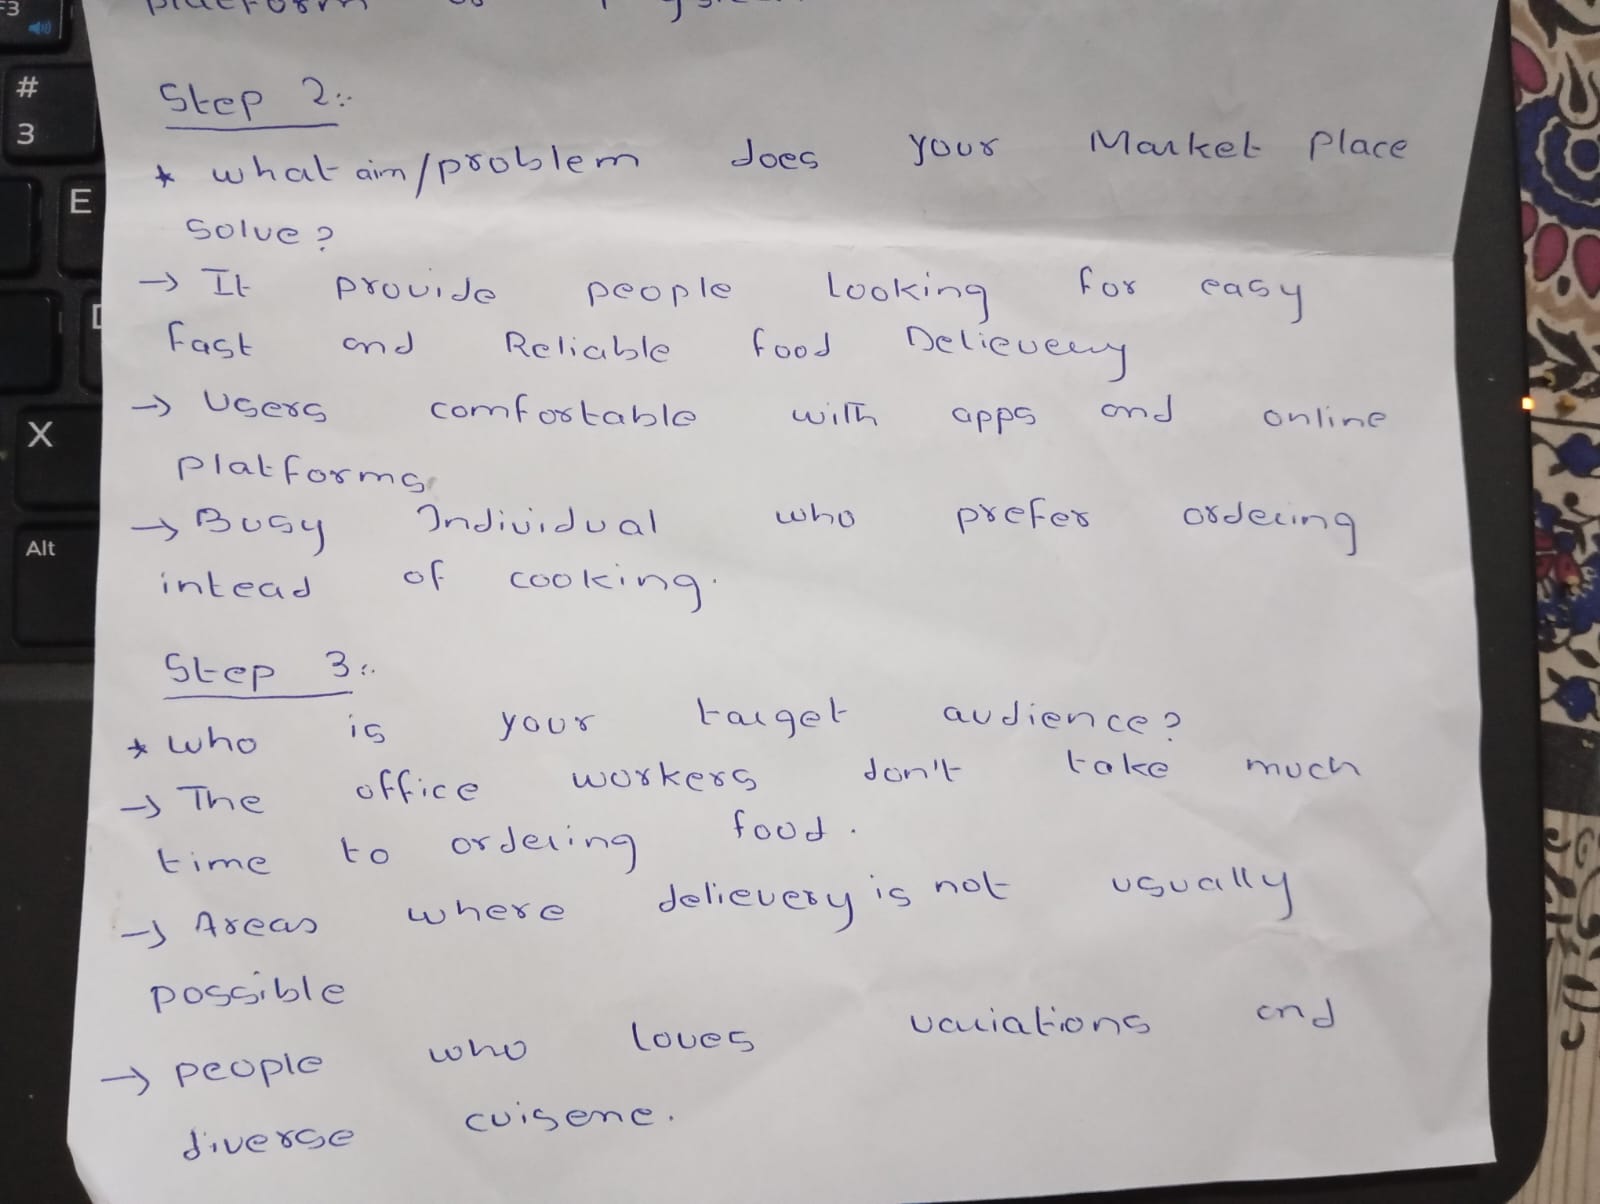 F3
#
3
E
X
Alt
Step 2:-
* what aim/problem does your Market Place
Solve?
→ It provide people looking for easy
fast and Reliable food Delievery
→ Users comfortable with apps and online
platforms
→ Busy Individual who prefer ordering
intead of cooking.
Step 3:-
* who is your target audience?
→ The office workers don't take much
time to ordering food.
→ Areas where delievery is not usually
possible
→ people who loves variations and
diverse cuisene.